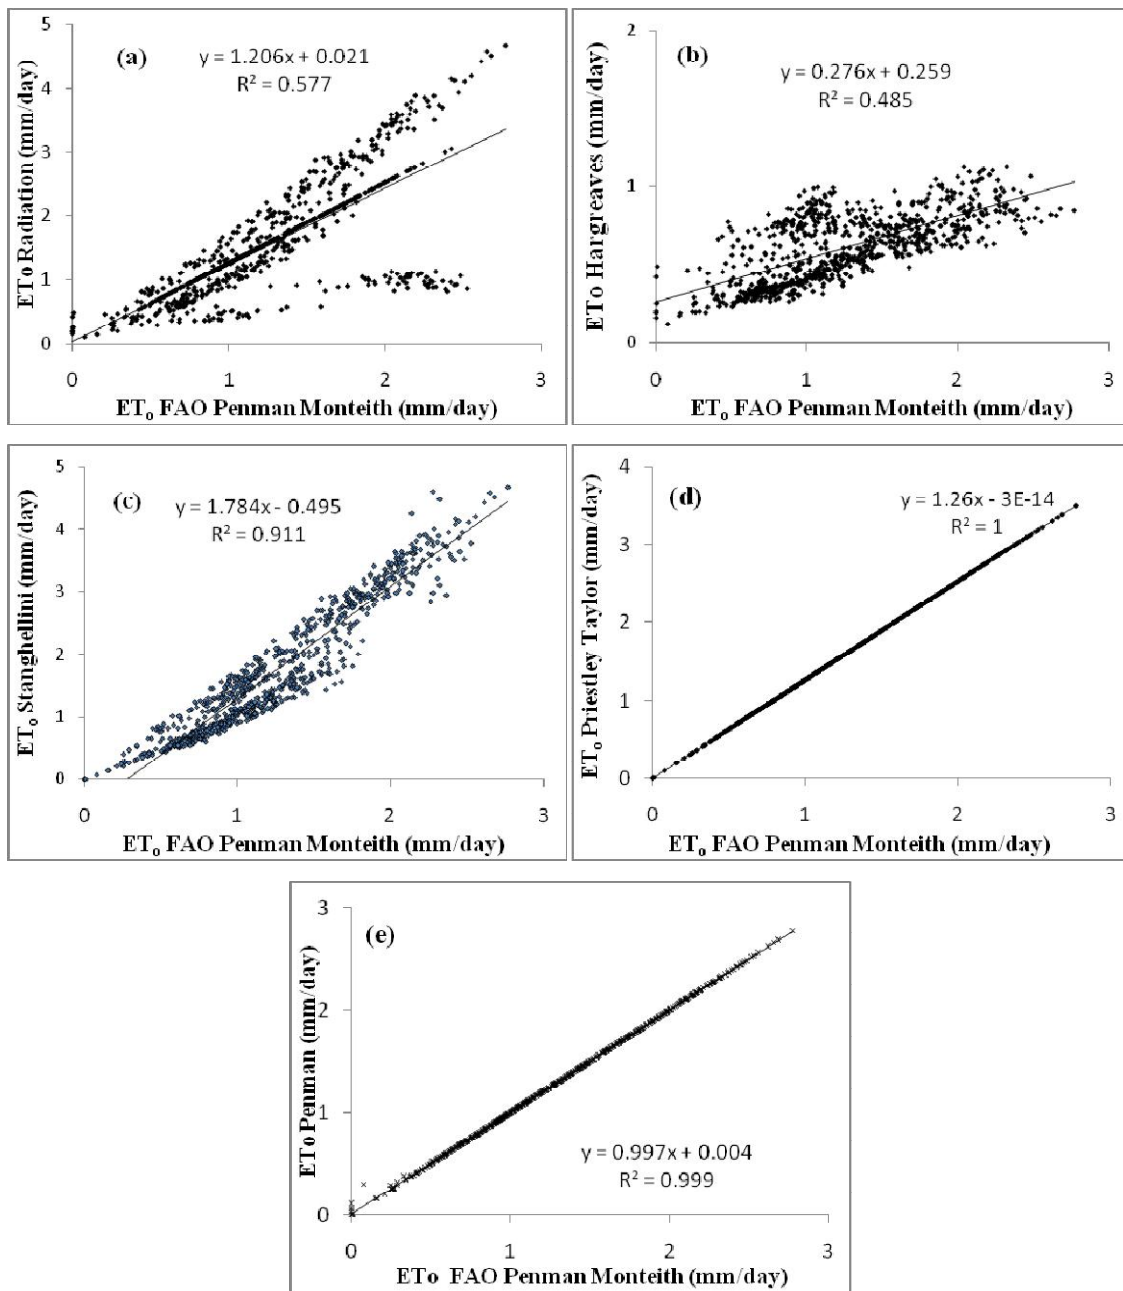 (a)
y = 1.206x + 0.021
R² = 0.577
ETo Radiation (mm/day)
5
4
3
2
1
0
0 1 2 3
ETₒ FAO Penman Monteith (mm/day)
(b)
y = 0.276x + 0.259
R² = 0.485
ETo Hargreaves (mm/day)
2
1
0
0 1 2 3
ETₒ FAO Penman Monteith (mm/day)
(c)
y = 1.784x - 0.495
R² = 0.911
ETₒ Stanghellini (mm/day)
5
4
3
2
1
0
0 1 2 3
ETₒ FAO Penman Monteith (mm/day)
(d)
y = 1.26x - 3E-14
R² = 1
ETₒ Priestley Taylor (mm/day)
4
3
2
1
0
0 1 2 3
ETₒ FAO Penman Monteith (mm/day)
(e)
y = 0.997x + 0.004
R² = 0.999
ETo Penman (mm/day)
3
2
1
0
0 1 2 3
ETo FAO Penman Monteith (mm/day)